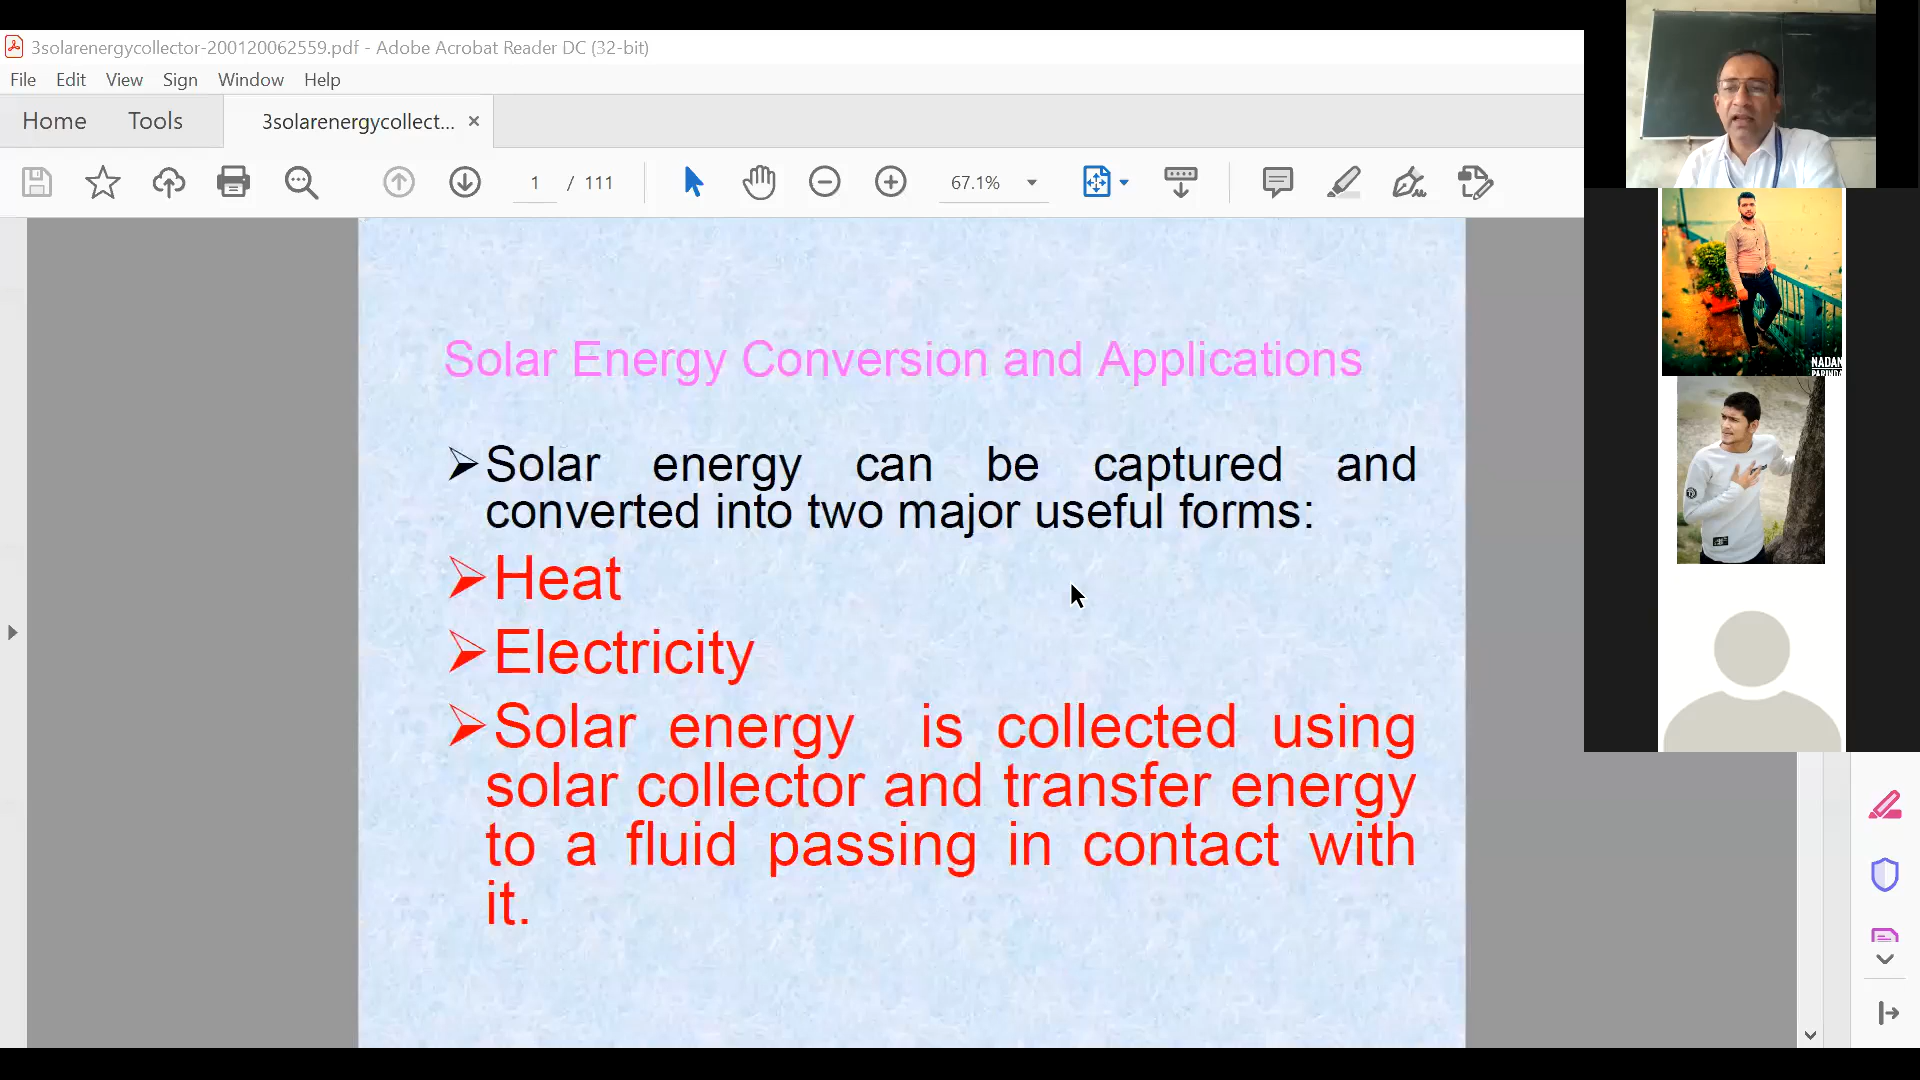 3solarenergycollector-200120062559.pdf - Adobe Acrobat Reader DC (32-bit)
File Edit View Sign Window Help
Home Tools 3solarenergycollect... ×
1 / 111 67.1%
Solar Energy Conversion and Applications
➢Solar energy can be captured and
converted into two major useful forms:
➢Heat
➢Electricity
➢Solar energy is collected using
solar collector and transfer energy
to a fluid passing in contact with
it.
NADAN